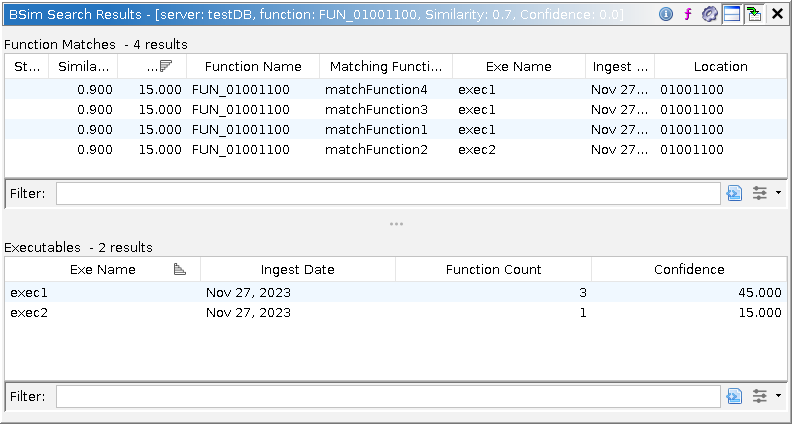 BSim Search Results - [server: testDB, function: FUN_01001100, Similarity: 0.7, Confidence: 0.0]
Function Matches - 4 results
St... Simila... ... Function Name Matching Functi... Exe Name Ingest ... Location
0.900 15.000 FUN_01001100 matchFunction4 exec1 Nov 27... 01001100
0.900 15.000 FUN_01001100 matchFunction3 exec1 Nov 27... 01001100
0.900 15.000 FUN_01001100 matchFunction1 exec1 Nov 27... 01001100
0.900 15.000 FUN_01001100 matchFunction2 exec2 Nov 27... 01001100
Filter:
Executables - 2 results
Exe Name Ingest Date Function Count Confidence
exec1 Nov 27, 2023 3 45.000
exec2 Nov 27, 2023 1 15.000
Filter: